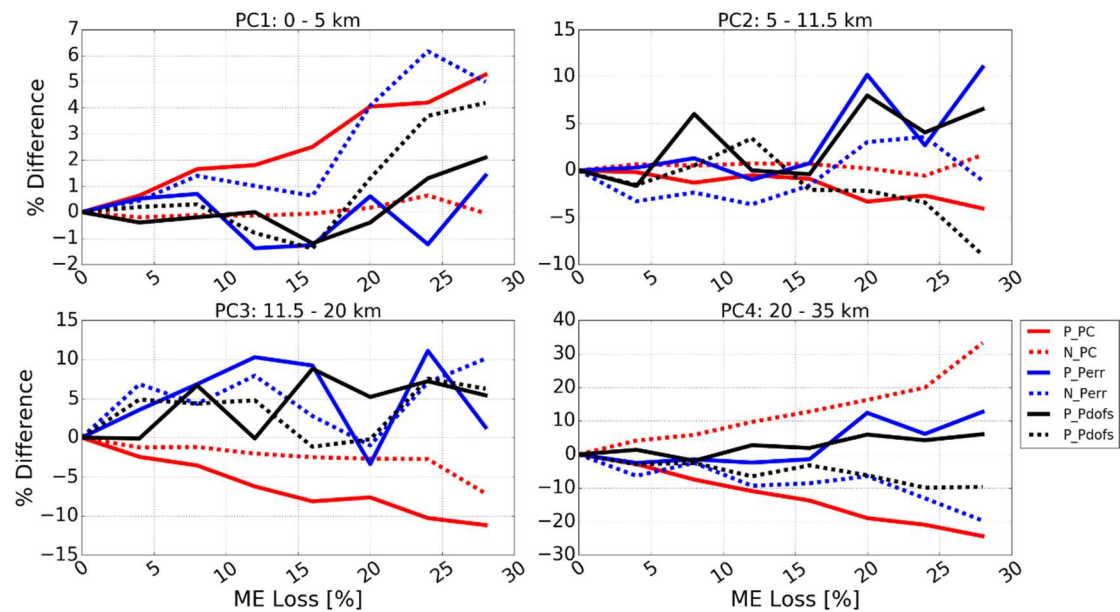 PC1: 0 - 5 km
PC2: 5 - 11.5 km
% Difference
7
6
5
4
3
2
1
0
−1
−2
0 5 10 15 20 25 30
15
10
5
0
−5
−10
0 5 10 15 20 25 30
PC3: 11.5 - 20 km
PC4: 20 - 35 km
% Difference
15
10
5
0
−5
−10
−15
0 5 10 15 20 25 30
ME Loss [%]
40
30
20
10
0
−10
−20
−30
0 5 10 15 20 25 30
ME Loss [%]
P_PC
N_PC
P_Perr
N_Perr
P_Pdofs
P_Pdofs